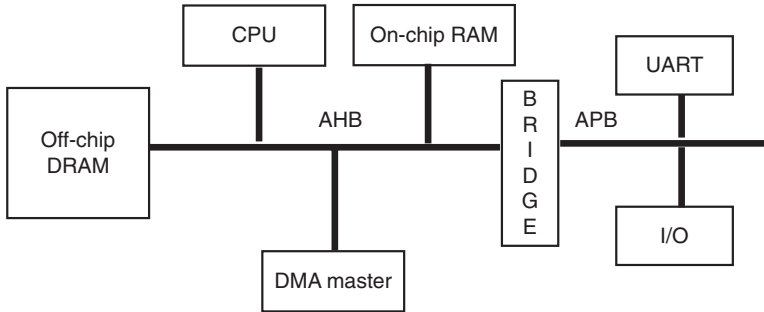 CPU
On-chip RAM
UART
Off-chip
DRAM
AHB
B
R
I
D
G
E
APB
DMA master
I/O